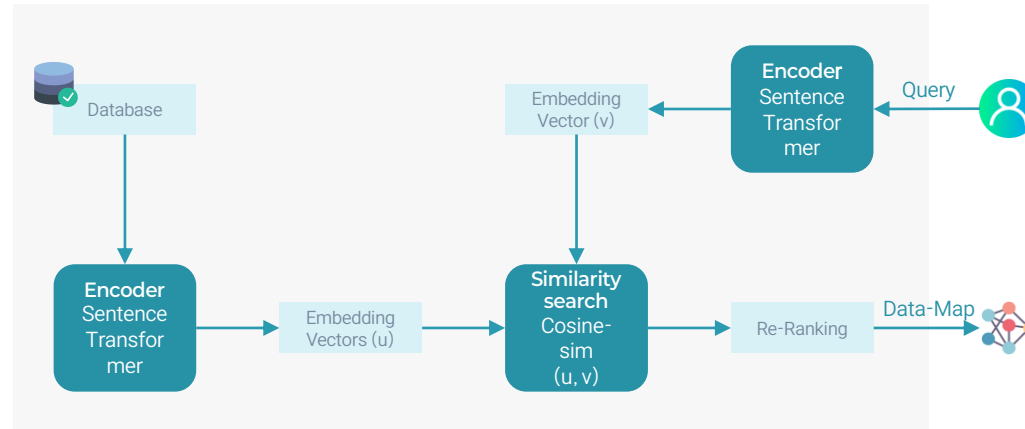 Database
Embedding
Vector (v)
Encoder
Sentence
Transfor
mer
Query
Encoder
Sentence
Transfor
mer
Embedding
Vectors (u)
Similarity
search
Cosine-
sim
(u, v)
Re-Ranking
Data-Map